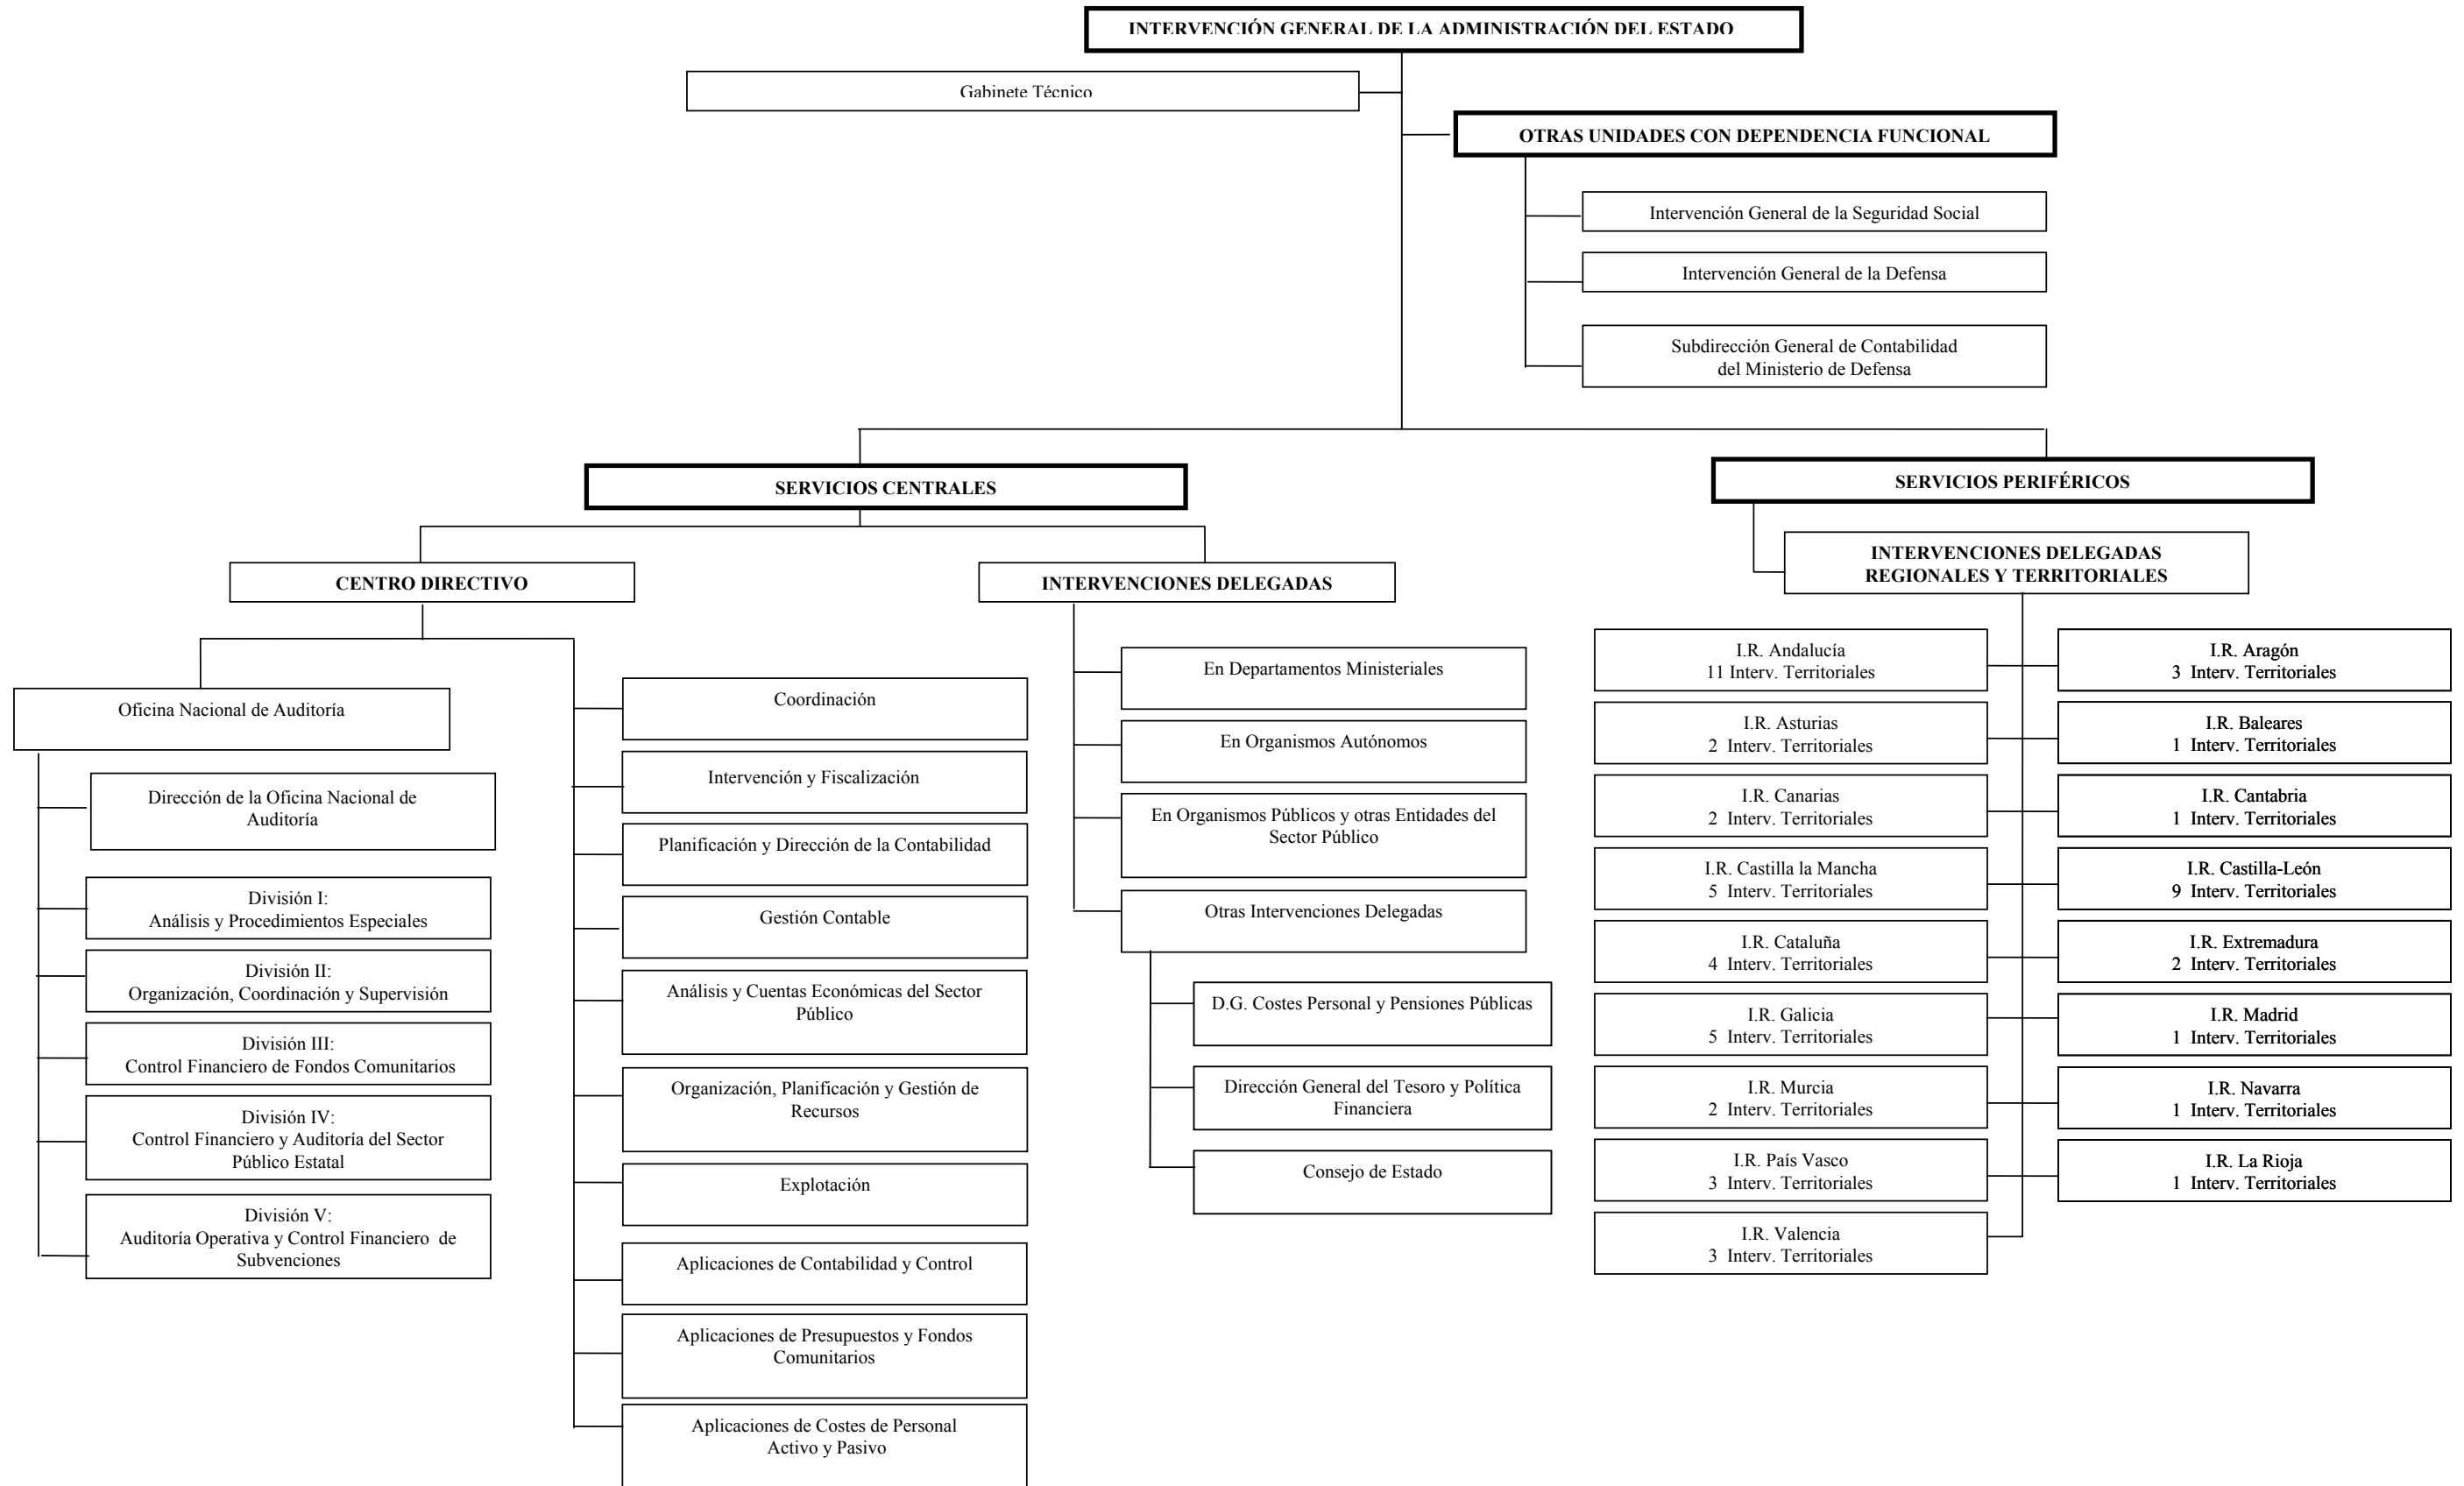 INTERVENCIÓN GENERAL DE LA ADMINISTRACIÓN DEL ESTADO
Gabinete Técnico
OTRAS UNIDADES CON DEPENDENCIA FUNCIONAL
Intervención General de la Seguridad Social
Intervención General de la Defensa
Subdirección General de Contabilidad
del Ministerio de Defensa
SERVICIOS CENTRALES
CENTRO DIRECTIVO
Oficina Nacional de Auditoría
Dirección de la Oficina Nacional de
Auditoría
División I:
Análisis y Procedimientos Especiales
División II:
Organización, Coordinación y Supervisión
División III:
Control Financiero de Fondos Comunitarios
División IV:
Control Financiero y Auditoría del Sector
Público Estatal
División V:
Auditoría Operativa y Control Financiero de
Subvenciones
Coordinación
Intervención y Fiscalización
Planificación y Dirección de la Contabilidad
Gestión Contable
Análisis y Cuentas Económicas del Sector
Público
Organización, Planificación y Gestión de
Recursos
Explotación
Aplicaciones de Contabilidad y Control
Aplicaciones de Presupuestos y Fondos
Comunitarios
Aplicaciones de Costes de Personal
Activo y Pasivo
INTERVENCIONES DELEGADAS
En Departamentos Ministeriales
En Organismos Autónomos
En Organismos Públicos y otras Entidades del
Sector Público
Otras Intervenciones Delegadas
D.G. Costes Personal y Pensiones Públicas
Dirección General del Tesoro y Política
Financiera
Consejo de Estado
SERVICIOS PERIFÉRICOS
INTERVENCIONES DELEGADAS
REGIONALES Y TERRITORIALES
I.R. Andalucía
11 Interv. Territoriales
I.R. Aragón
3 Interv. Territoriales
I.R. Asturias
2 Interv. Territoriales
I.R. Baleares
1 Interv. Territoriales
I.R. Canarias
2 Interv. Territoriales
I.R. Cantabria
1 Interv. Territoriales
I.R. Castilla la Mancha
5 Interv. Territoriales
I.R. Castilla-León
9 Interv. Territoriales
I.R. Cataluña
4 Interv. Territoriales
I.R. Extremadura
2 Interv. Territoriales
I.R. Galicia
5 Interv. Territoriales
I.R. Madrid
1 Interv. Territoriales
I.R. Murcia
2 Interv. Territoriales
I.R. Navarra
1 Interv. Territoriales
I.R. País Vasco
3 Interv. Territoriales
I.R. La Rioja
1 Interv. Territoriales
I.R. Valencia
3 Interv. Territoriales